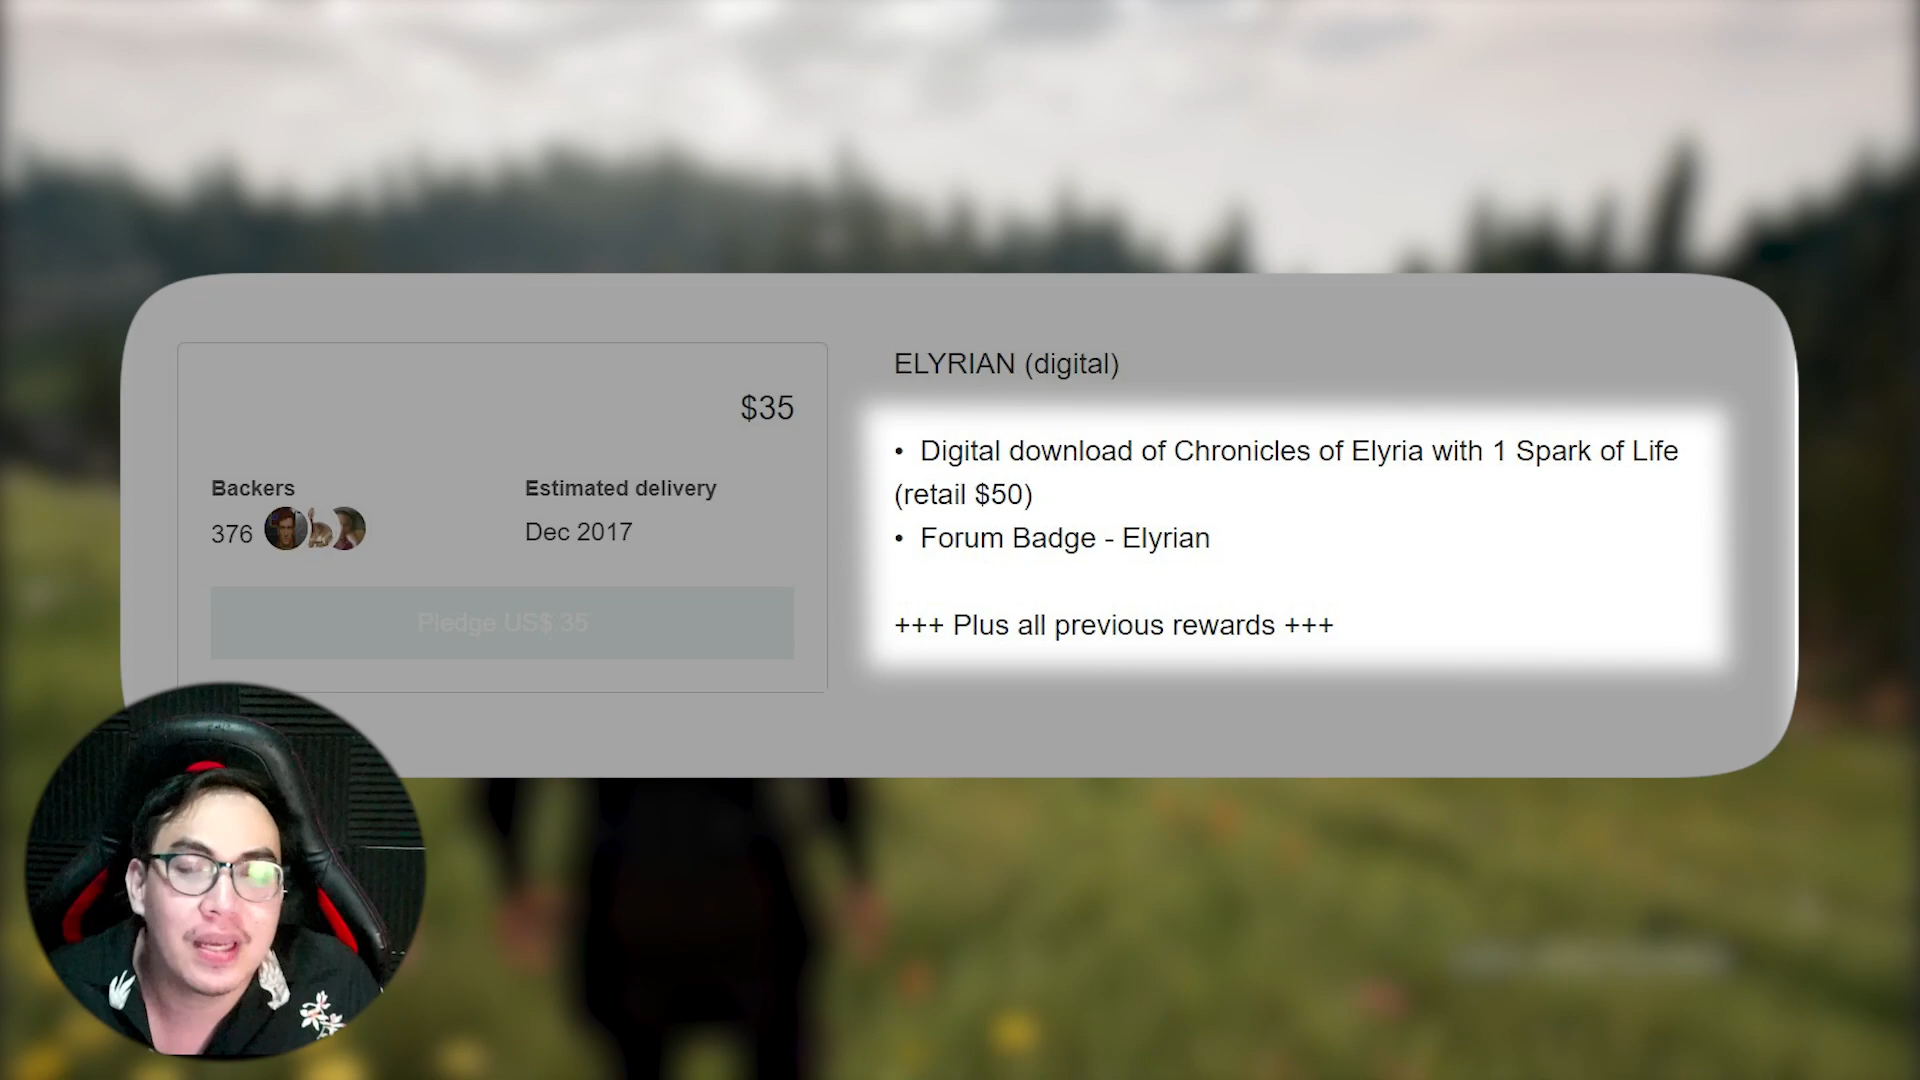 $35
Backers
376
Estimated delivery
Dec 2017
Pledge US$ 35
ELYRIAN (digital)
• Digital download of Chronicles of Elyria with 1 Spark of Life
(retail $50)
• Forum Badge - Elyrian
+++ Plus all previous rewards +++